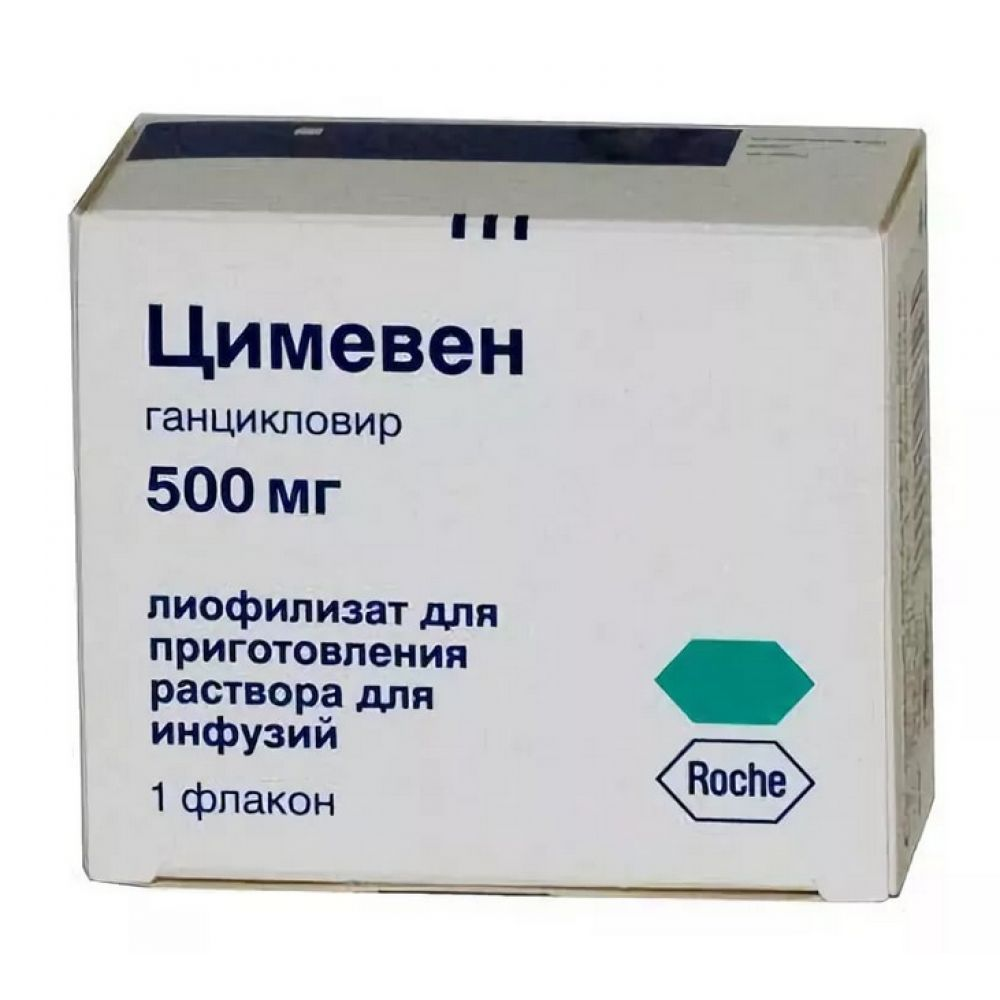 Цимевен
ганцикловир
500 мг
лиофилизат для
приготовления
раствора для
инфузий
1 флакон
Roche